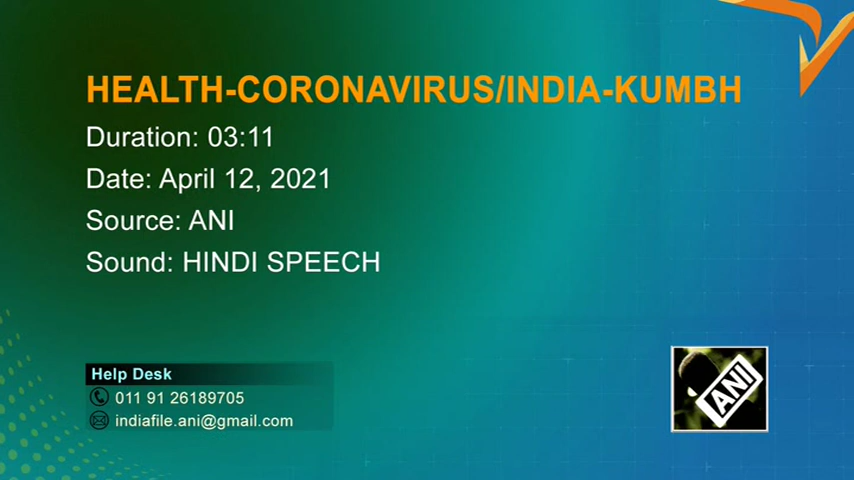 HEALTH-CORONAVIRUS/INDIA-KUMBH
Duration: 03:11
Date: April 12, 2021
Source: ANI
Sound: HINDI SPEECH
Help Desk
011 91 26189705
indiafile.ani@gmail.com
ANI